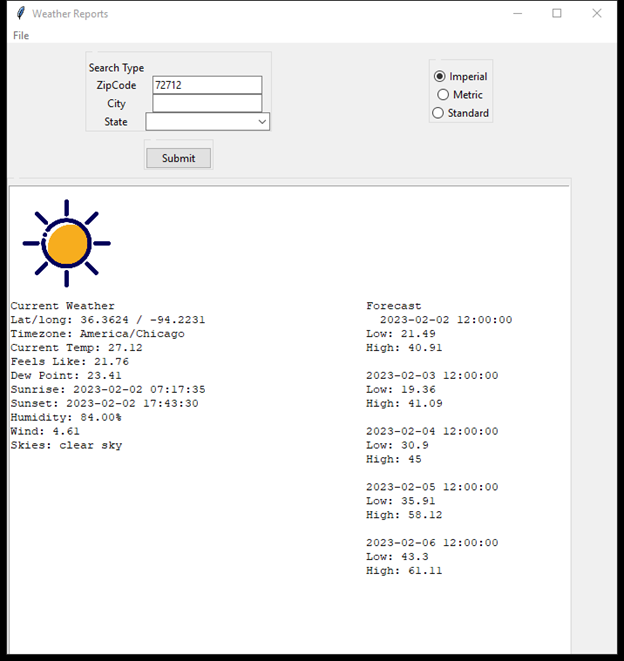 Weather Reports
File
Search Type
ZipCode 72712
City
State
Imperial
Metric
Standard
Submit
Current Weather
Lat/long: 36.3624 / -94.2231
Timezone: America/Chicago
Current Temp: 27.12
Feels Like: 21.76
Dew Point: 23.41
Sunrise: 2023-02-02 07:17:35
Sunset: 2023-02-02 17:43:30
Humidity: 84.00%
Wind: 4.61
Skies: clear sky
Forecast
2023-02-02 12:00:00
Low: 21.49
High: 40.91
2023-02-03 12:00:00
Low: 19.36
High: 41.09
2023-02-04 12:00:00
Low: 30.9
High: 45
2023-02-05 12:00:00
Low: 35.91
High: 58.12
2023-02-06 12:00:00
Low: 43.3
High: 61.11